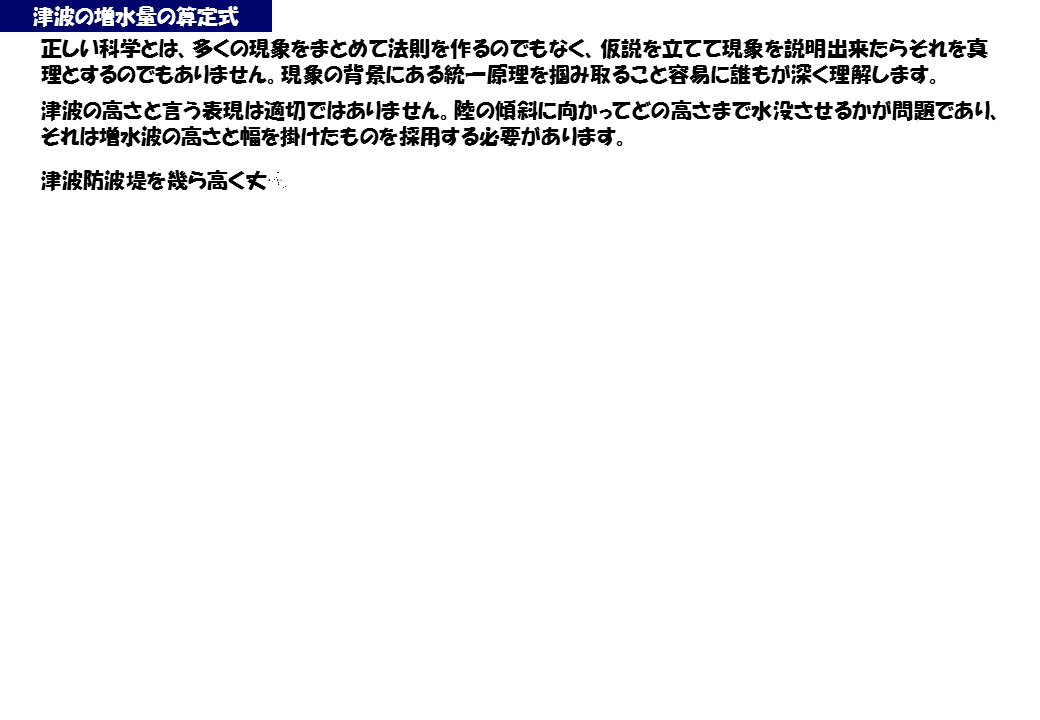 津波の増水量の算定式
正しい科学とは、多くの現象をまとめて法則を作るのでもなく、仮説を立てて現象を説明出来たらそれを真
理とするのでもありません。現象の背景にある統一原理を掴み取ること容易に誰もが深く理解します。
津波の高さと言う表現は適切ではありません。陸の傾斜に向かってどの高さまで水没させるかが問題であり、
それは増水波の高さと幅を掛けたものを採用する必要があります。
津波防波堤を幾ら高く丈